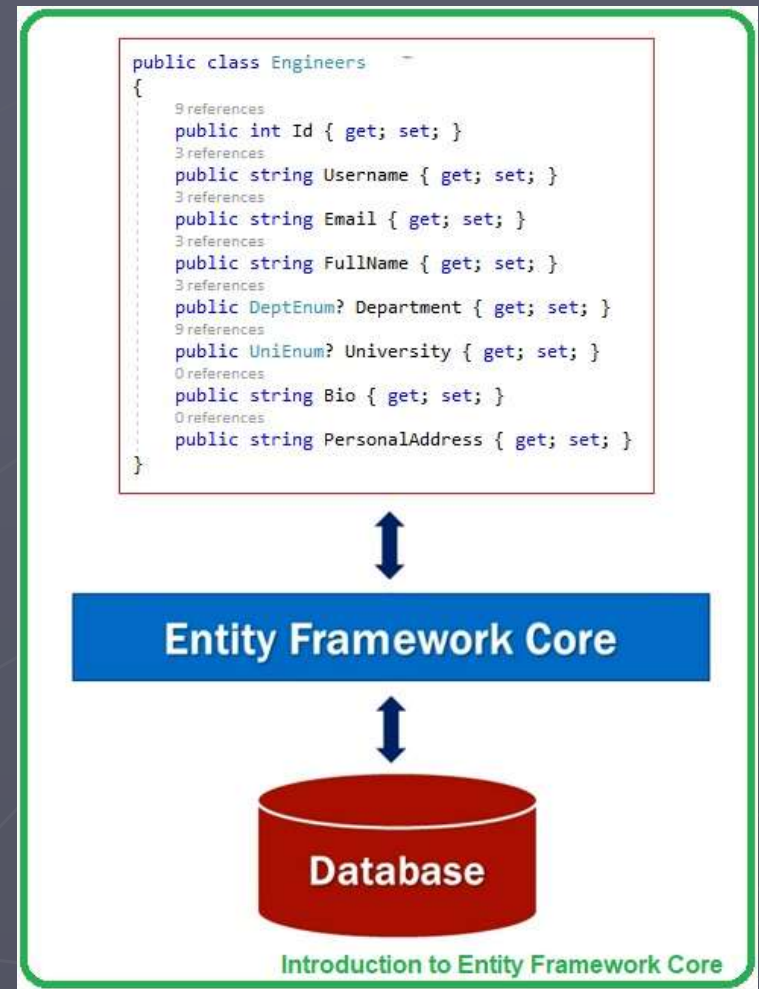 public class Engineers
{
9 references
public int Id { get; set; }
3 references
public string Username { get; set; }
3 references
public string Email { get; set; }
3 references
public string FullName { get; set; }
3 references
public DeptEnum? Department { get; set; }
9 references
public UniEnum? University { get; set; }
0 references
public string Bio { get; set; }
0 references
public string PersonalAddress { get; set; }
}
Entity Framework Core
Database
Introduction to Entity Framework Core